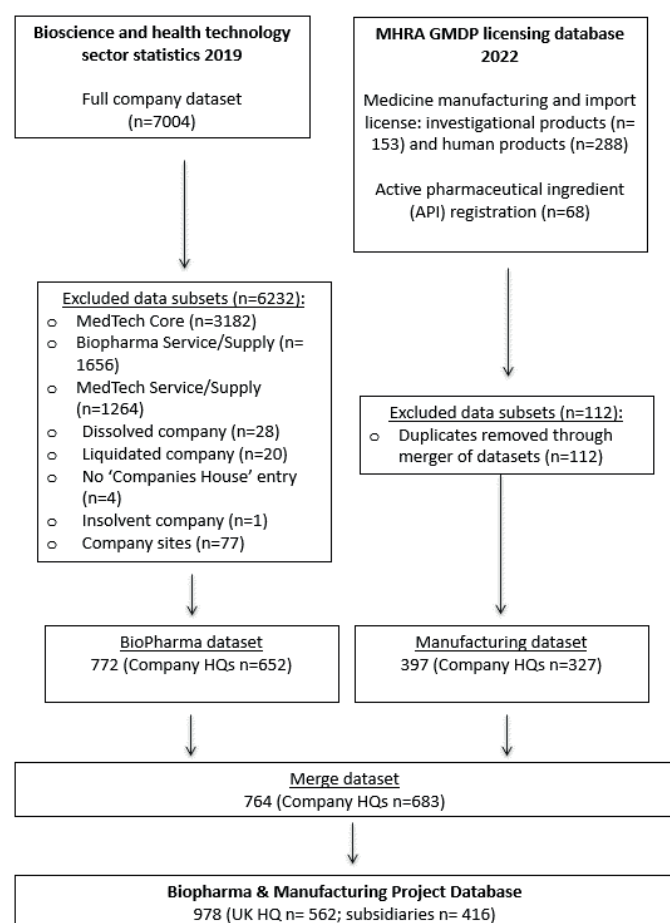 Bioscience and health technology
sector statistics 2019
Full company dataset
(n=7004)
MHRA GMDP licensing database
2022
Medicine manufacturing and import
license: investigational products (n=
153) and human products (n=288)
Active pharmaceutical ingredient
(API) registration (n=68)
Excluded data subsets (n=6232):
o MedTech Core (n=3182)
o Biopharma Service/Supply (n=
1656)
o MedTech Service/Supply
(n=1264)
o Dissolved company (n=28)
o Liquidated company (n=20)
o No ‘Companies House’ entry
(n=4)
o Insolvent company (n=1)
o Company sites (n=77)
Excluded data subsets (n=112):
o Duplicates removed through
merger of datasets (n=112)
BioPharma dataset
772 (Company HQs n=652)
Manufacturing dataset
397 (Company HQs n=327)
Merge dataset
764 (Company HQs n=683)
Biopharma & Manufacturing Project Database
978 (UK HQ n= 562; subsidiaries n= 416)